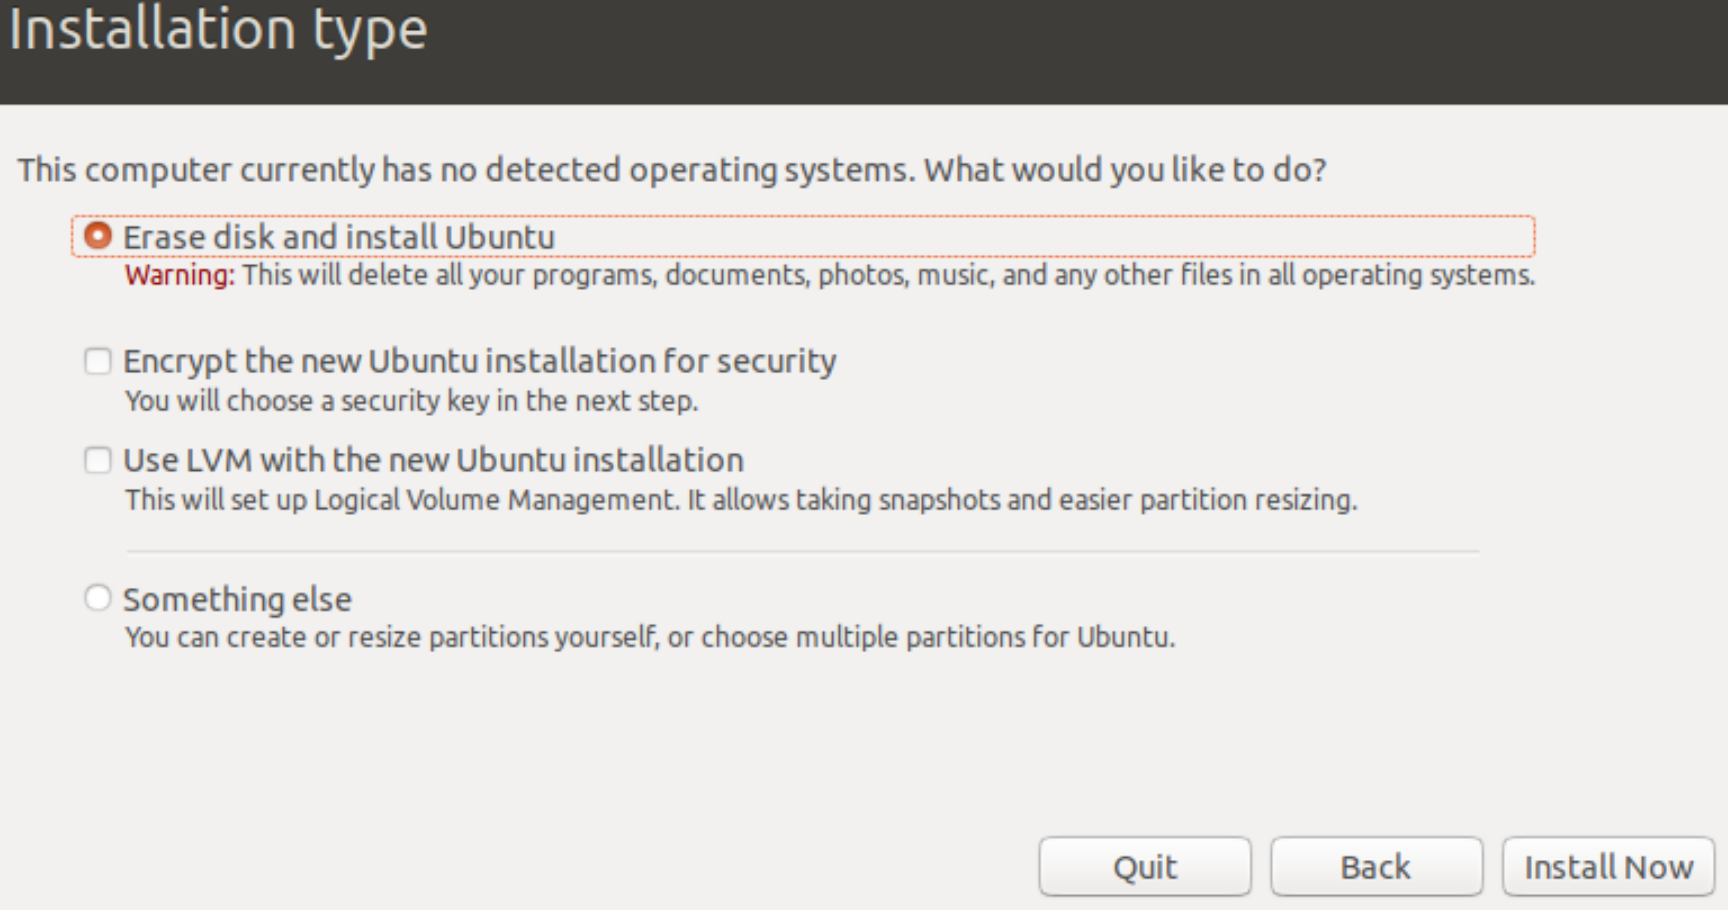 Installation type
This computer currently has no detected operating systems. What would you like to do?
Erase disk and install Ubuntu
Warning: This will delete all your programs, documents, photos, music, and any other files in all operating systems.
Encrypt the new Ubuntu installation for security
You will choose a security key in the next step.
Use LVM with the new Ubuntu installation
This will set up Logical Volume Management. It allows taking snapshots and easier partition resizing.
Something else
You can create or resize partitions yourself, or choose multiple partitions for Ubuntu.
Quit Back Install Now